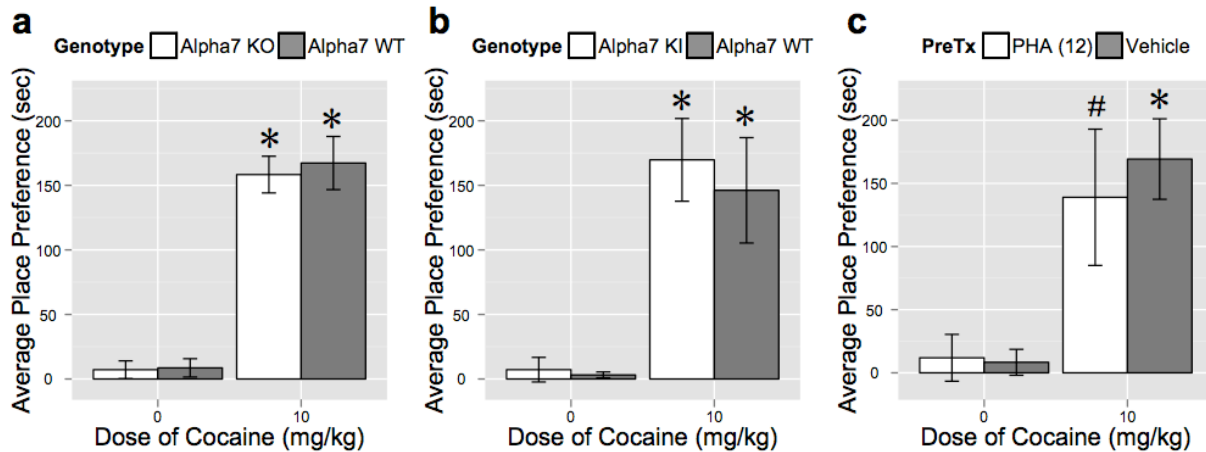 a
Genotype Alpha7 KO Alpha7 WT
Average Place Preference (sec)
200
150
100
50
0
* *
0 10
Dose of Cocaine (mg/kg)
b
Genotype Alpha7 KI Alpha7 WT
Average Place Preference (sec)
200
150
100
50
0
* *
0 10
Dose of Cocaine (mg/kg)
c
PreTx PHA (12) Vehicle
Average Place Preference (sec)
200
150
100
50
0
# *
0 10
Dose of Cocaine (mg/kg)